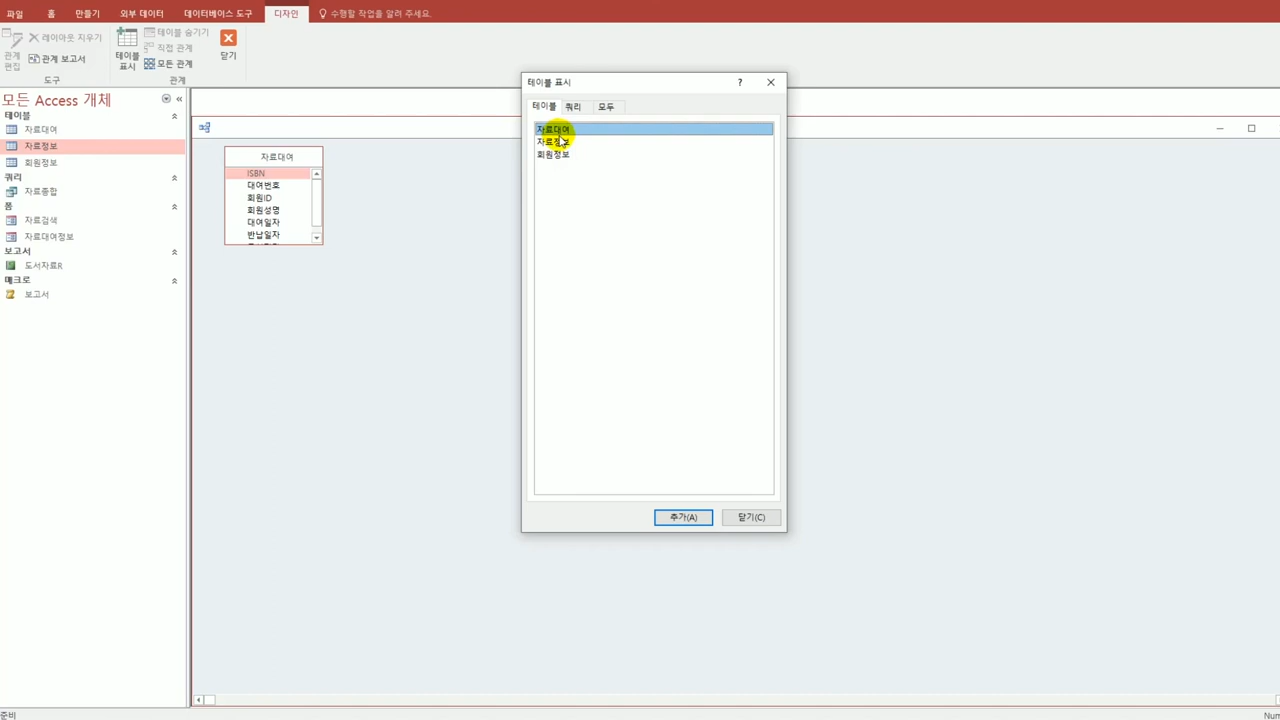 파일 홈 만들기 외부 데이터 데이터베이스 도구 디자인 수행할 작업을 알려 주세요.
관계 편집
레이아웃 지우기
관계 보고서
도구
테이블 표시
테이블 숨기기
직접 관계
모든 관계
관계
닫기
모든 Access 개체
테이블
자료대여
자료정보
회원정보
쿼리
자료종합
폼
자료검색
자료대여정보
보고서
도서자료R
매크로
보고서
자료대여
ISBN
대여번호
회원ID
회원성명
대여일자
반납일자
테이블 표시
테이블 쿼리 모두
자료대여
자료정보
회원정보
추가(A) 닫기(C)
준비
Num